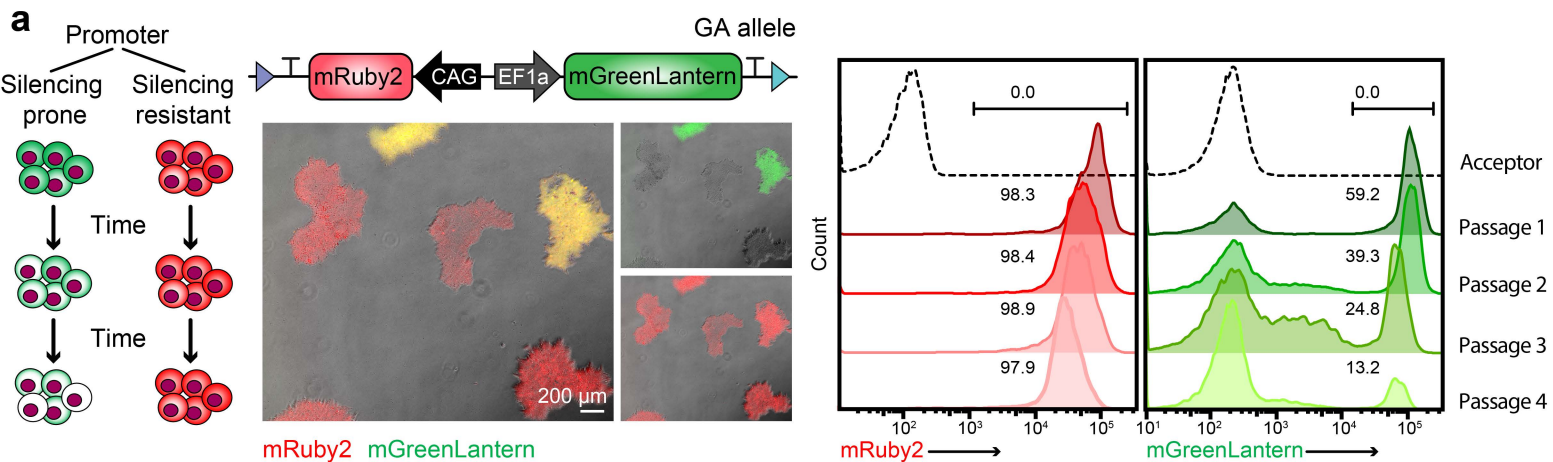 a
Promoter
Silencing prone
Silencing resistant
Time
Time
GA allele
mRuby2
CAG
EF1a
mGreenLantern
200 µm
mRuby2 mGreenLantern
Count
0.0
98.3
98.4
98.9
97.9
10² 10³ 10⁴ 10⁵
mRuby2
0.0
59.2
39.3
24.8
13.2
10¹ 10² 10³ 10⁴ 10⁵
mGreenLantern
Acceptor
Passage 1
Passage 2
Passage 3
Passage 4